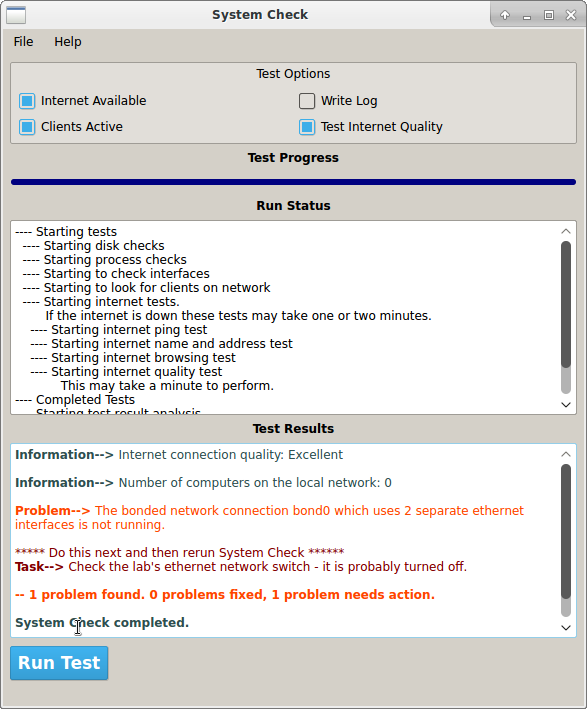 System Check
File Help
Test Options
Internet Available
Write Log
Clients Active
Test Internet Quality
Test Progress
Run Status
---- Starting tests
---- Starting disk checks
---- Starting process checks
---- Starting to check interfaces
---- Starting to look for clients on network
---- Starting internet tests.
If the internet is down these tests may take one or two minutes.
---- Starting internet ping test
---- Starting internet name and address test
---- Starting internet browsing test
---- Starting internet quality test
This may take a minute to perform.
---- Completed Tests
Starting test result analysis
Test Results
Information--> Internet connection quality: Excellent
Information--> Number of computers on the local network: 0
Problem--> The bonded network connection bond0 which uses 2 separate ethernet
interfaces is not running.
***** Do this next and then rerun System Check ******
Task--> Check the lab's ethernet network switch - it is probably turned off.
-- 1 problem found. 0 problems fixed, 1 problem needs action.
System Check completed.
Run Test